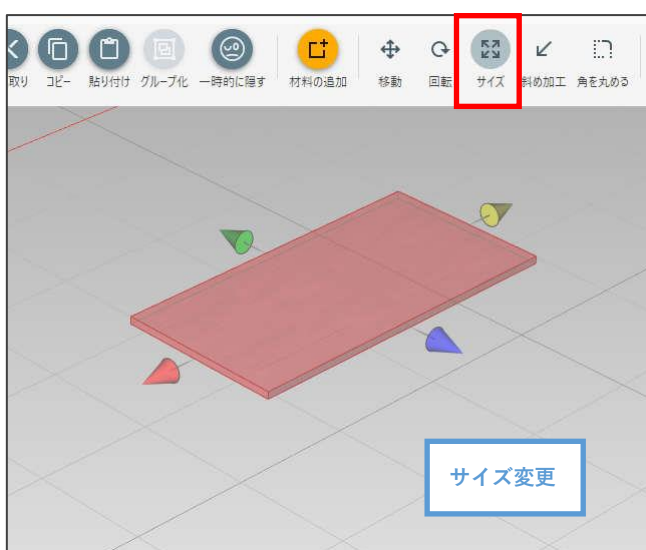 取り コピー 貼り付け グループ化 一時的に隠す 材料の追加 移動 回転 サイズ 斜め加工 角を丸める
サイズ変更